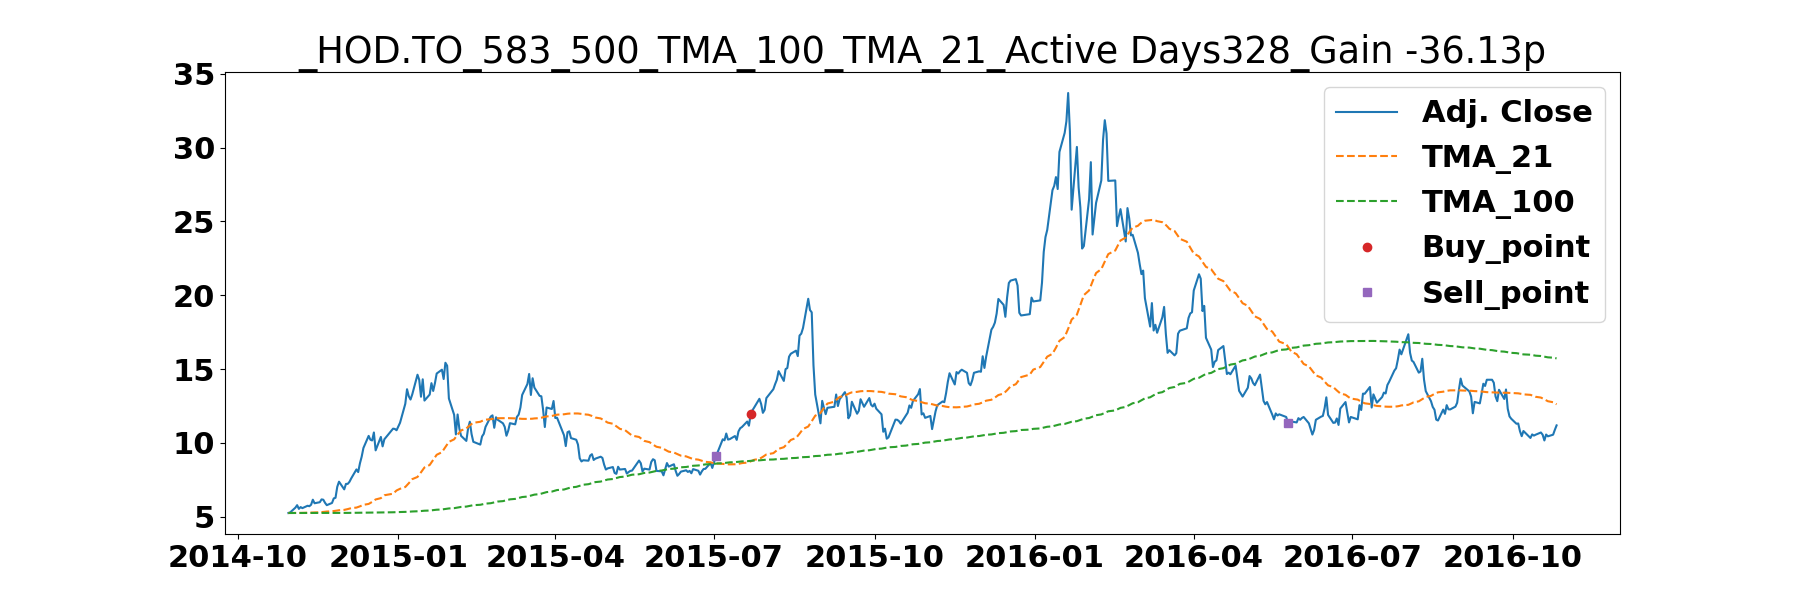 _HOD.TO_583_500_TMA_100_TMA_21_Active Days328_Gain -36.13p
35
30
25
20
15
10
5
2014-10 2015-01 2015-04 2015-07 2015-10 2016-01 2016-04 2016-07 2016-10
Adj. Close
TMA_21
TMA_100
Buy_point
Sell_point